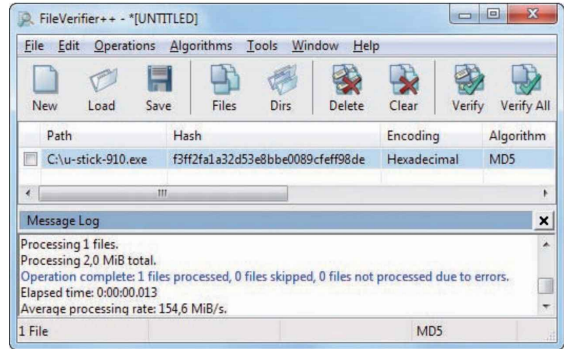 FileVerifier++ - *[UNTITLED]
File Edit Operations Algorithms Tools Window Help
New Load Save Files Dirs Delete Clear Verify Verify All
Path Hash Encoding Algorithm
C:\u-stick-910.exe f3ff2fa1a32d53e8bbe0089cfeff98de Hexadecimal MD5
Message Log
Processing 1 files.
Processing 2,0 MiB total.
Operation complete: 1 files processed, 0 files skipped, 0 files not processed due to errors.
Elapsed time: 0:00:00.013
Average processing rate: 154,6 MiB/s.
1 File MD5